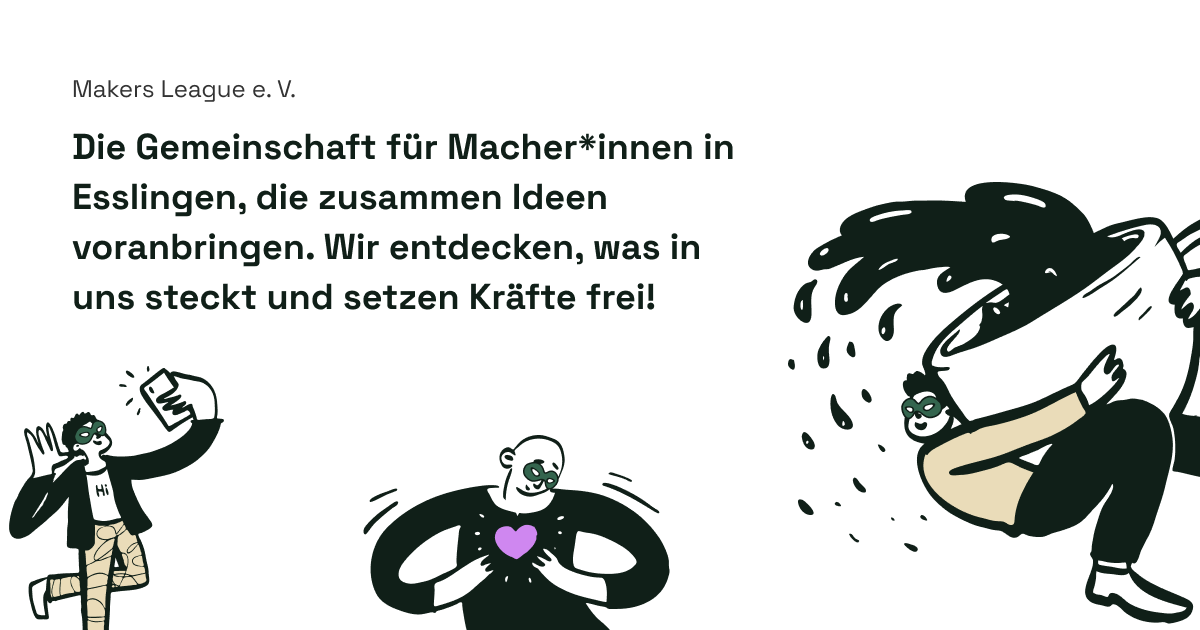 Makers League e. V.
Die Gemeinschaft für Macher*innen in
Esslingen, die zusammen Ideen
voranbringen. Wir entdecken, was in
uns steckt und setzen Kräfte frei!
Hi